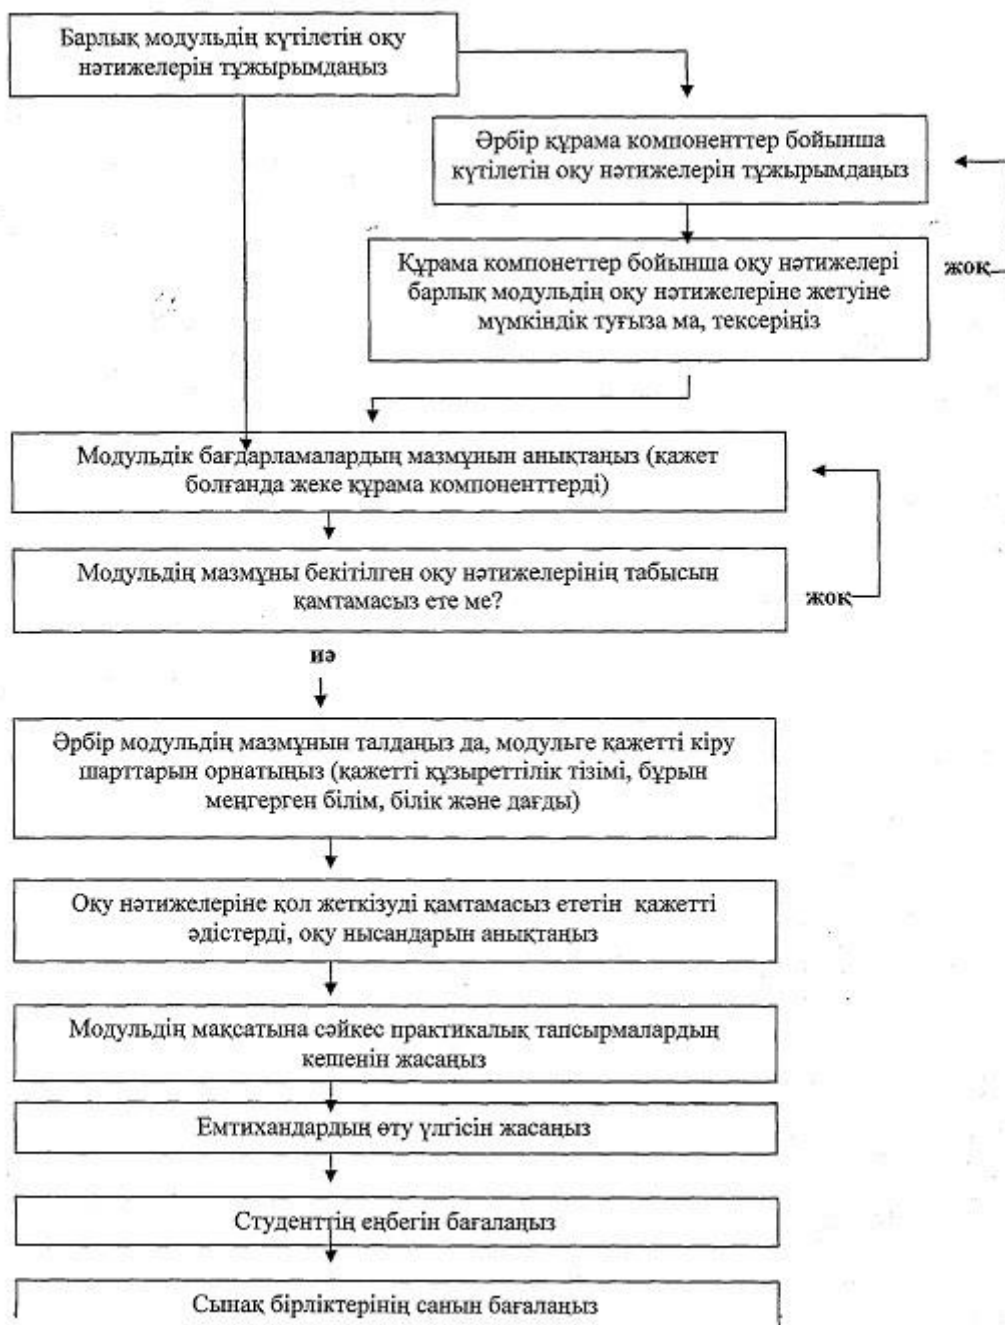 Барлық модульдің күтілетін оқу
нәтижелерін тұжырымдаңыз
Әрбір құрама компоненттер бойынша
күтілетін оқу нәтижелерін тұжырымдаңыз
Құрама компонеттер бойынша оқу нәтижелері
барлық модульдің оқу нәтижелеріне жетуіне
мүмкіндік туғыза ма, тексеріңіз
жоқ
Модульдік бағдарламалардың мазмұнын анықтаңыз (қажет
болғанда жеке құрама компоненттерді)
Модульдің мазмұны бекітілген оқу нәтижелерінің табысын
қамтамасыз ете ме?
жоқ
иә
Әрбір модульдің мазмұнын талдаңыз да, модульге қажетті кіру
шарттарын орнатыңыз (қажетті құзыреттілік тізімі, бұрын
меңгерген білім, білік және дағды)
Оқу нәтижелеріне қол жеткізуді қамтамасыз ететін қажетті
әдістерді, оқу нысандарын анықтаңыз
Модульдің мақсатына сәйкес практикалық тапсырмалардың
кешенін жасаңыз
Емтихандардың өту үлгісін жасаңыз
Студенттің еңбегін бағалаңыз
Сынақ бірліктерінің санын бағалаңыз